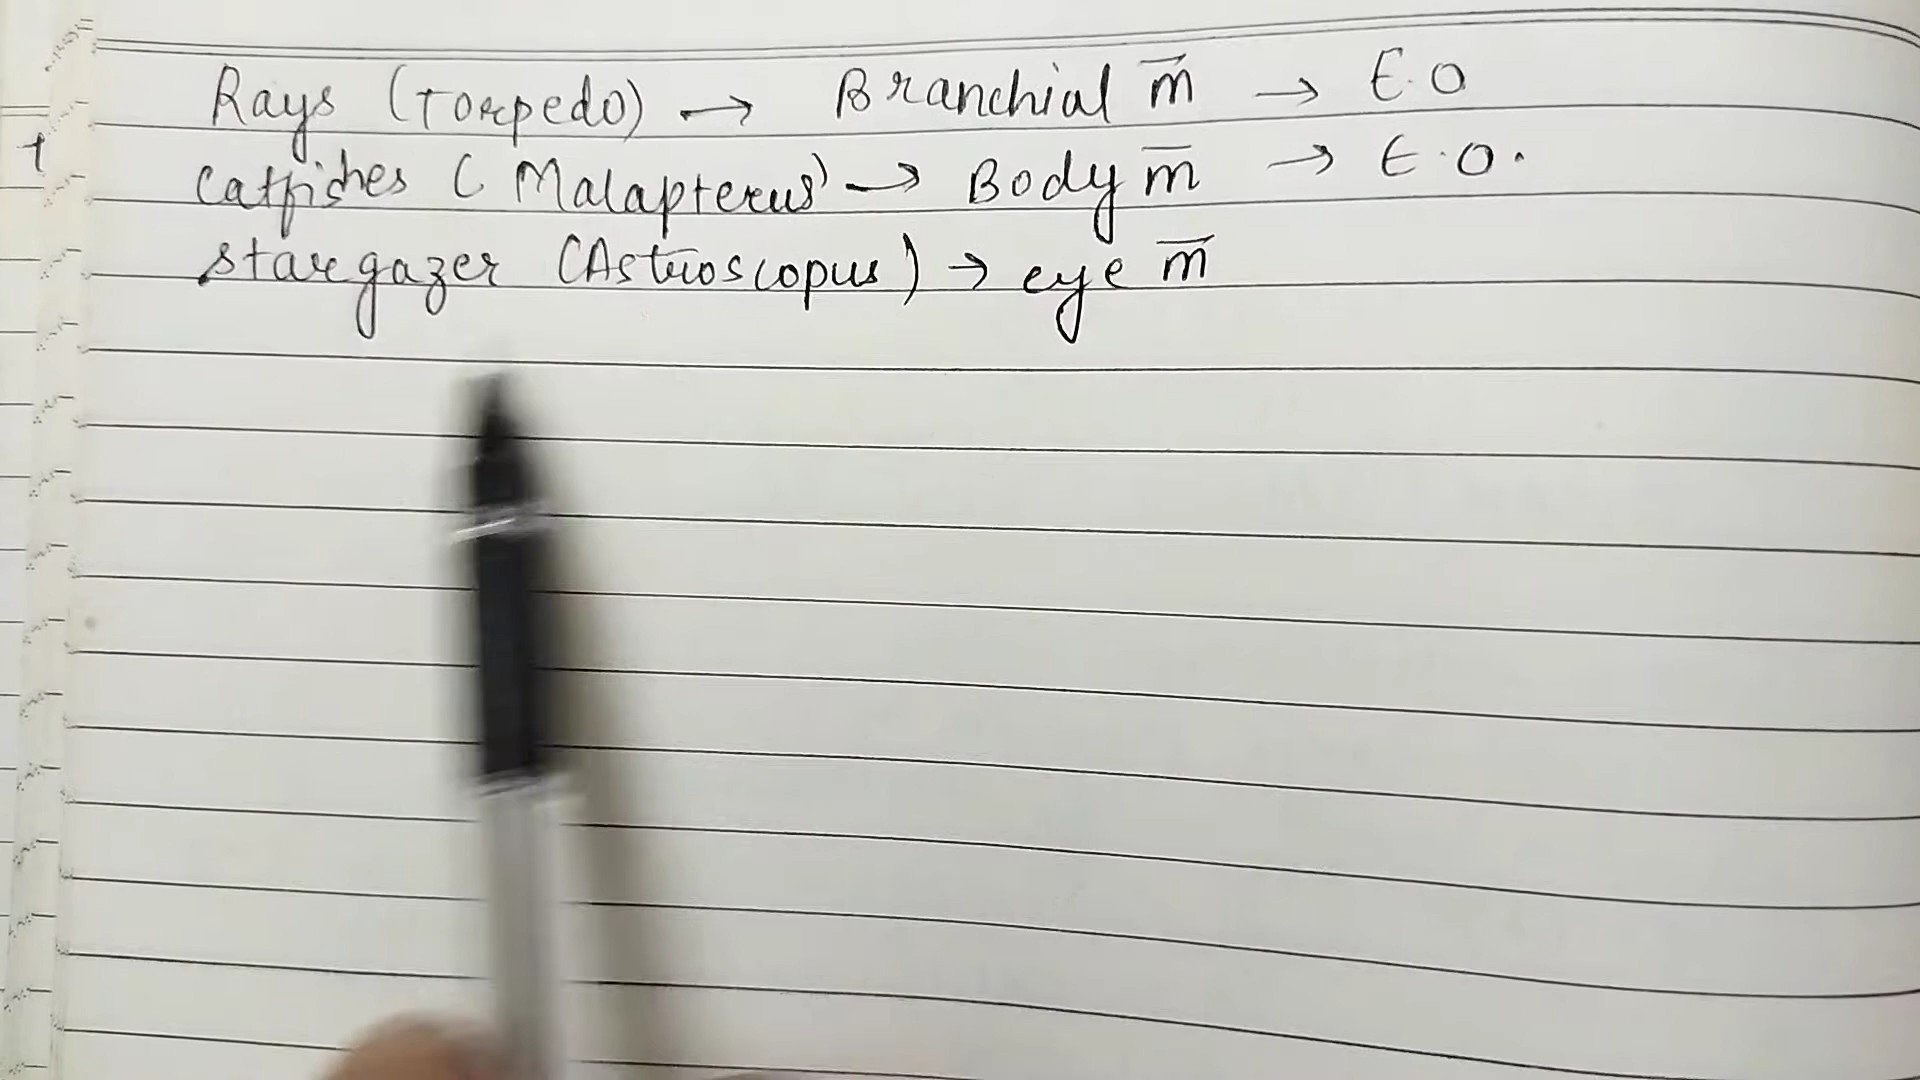 Rays (Torpedo) → Branchial m̅ → E.O
Catfishes (Malapterus) → Body m̅ → E.O.
stargazer (Astroscopus) → eye m̅